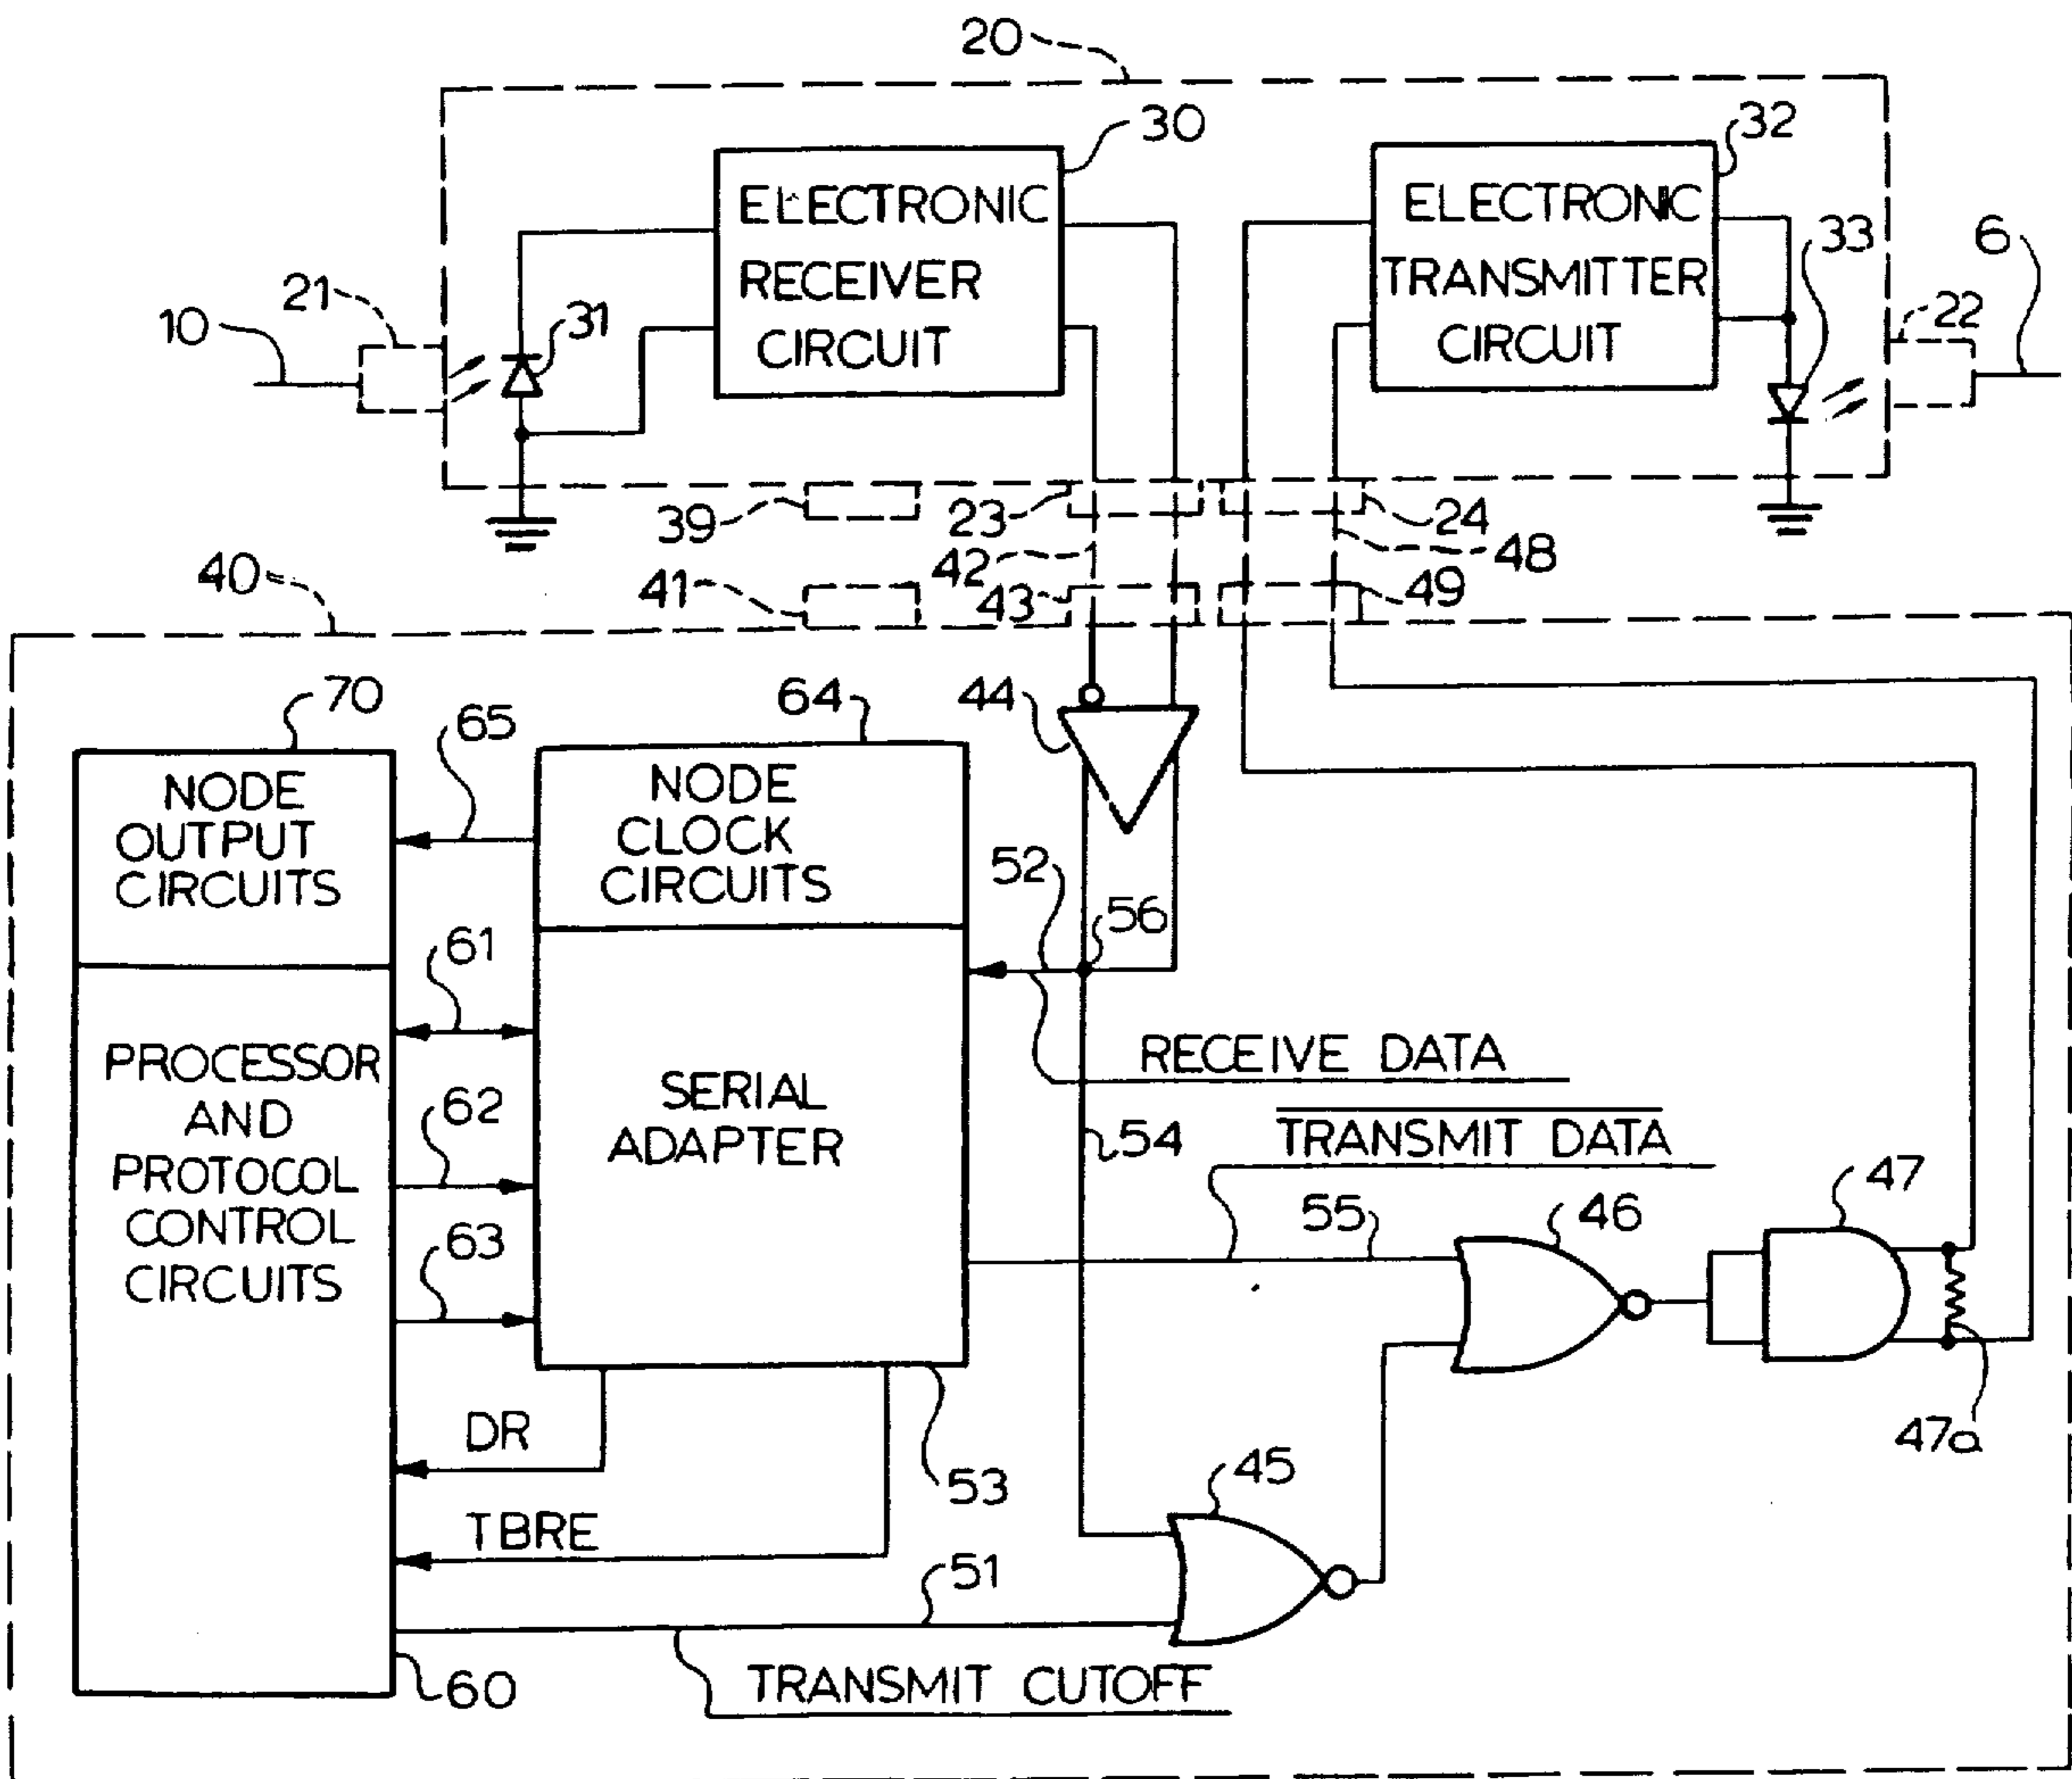 20
30
32
ELECTRONIC
RECEIVER
CIRCUIT
ELECTRONIC
TRANSMITTER
CIRCUIT
33
6
21
10
31
22
39
23
24
42
48
40
41
43
49
70
65
64
44
NODE
OUTPUT
CIRCUITS
NODE
CLOCK
CIRCUITS
52
56
61
PROCESSOR
AND
PROTOCOL
CONTROL
CIRCUITS
62
63
SERIAL
ADAPTER
RECEIVE DATA
54
TRANSMIT DATA
55
46
47
47a
DR
53
45
TBRE
51
60
TRANSMIT CUTOFF